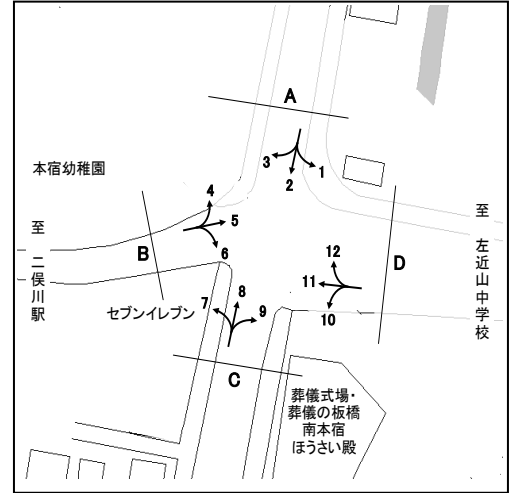 A
3
2
1
本宿幼稚園
4
5
6
B
至 二俣川駅
セブンイレブン
至 左近山中学校
12
11
10
D
7
8
9
C
葬儀式場・
葬儀の板橋
南本宿
ほうさい殿